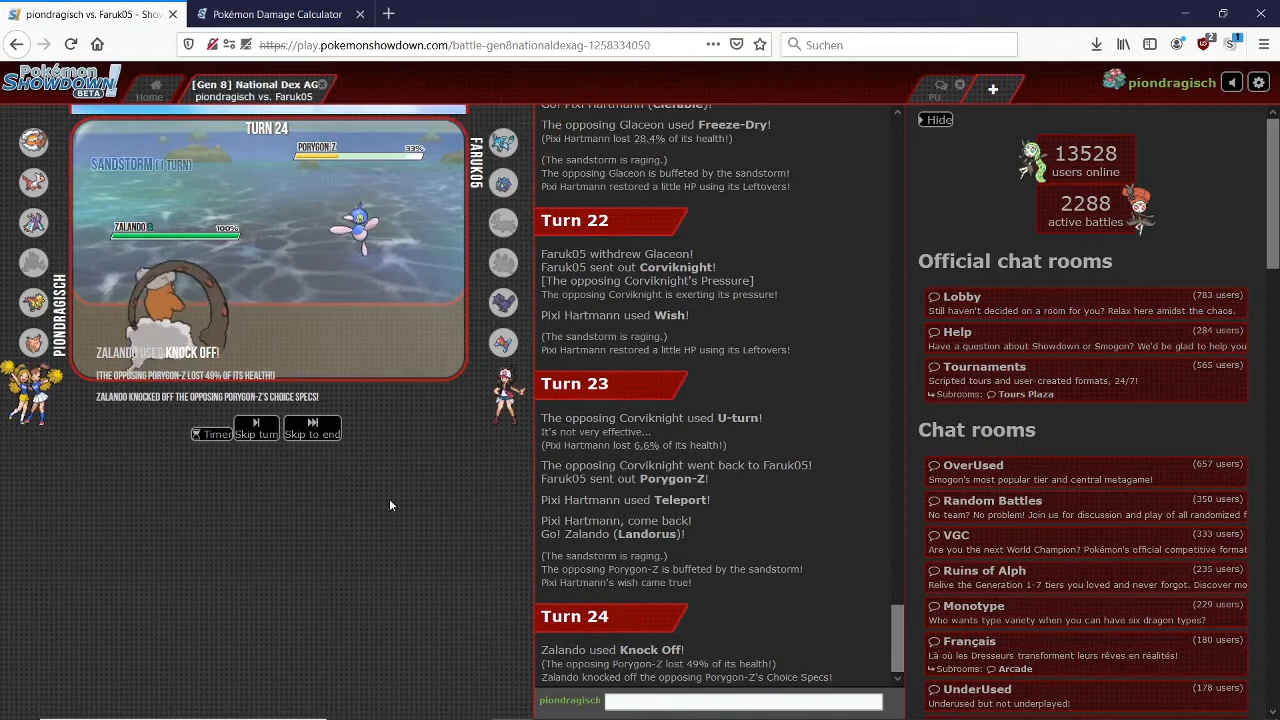 piondragisch vs. Faruk05 - Show
Pokémon Damage Calculator
https://play.pokemonshowdown.com/battle-gen8nationaldexag-1258334050
Suchen
2
1
Pokémon
Showdown!
BETA
Home
[Gen 8] National Dex AG
piondragisch vs. Faruk05
PU
piondragisch
TURN 24
SANDSTORM (1 TURN)
PORYGON-Z
33%
ZALANDO
100%
PIONDRAGISCH
FARUK05
ZALANDO USED KNOCK OFF!
(THE OPPOSING PORYGON-Z LOST 49% OF ITS HEALTH!)
ZALANDO KNOCKED OFF THE OPPOSING PORYGON-Z'S CHOICE SPECS!
Timer
Skip turn
Skip to end
Go! Pixi Hartmann (Clefable)!
The opposing Glaceon used Freeze-Dry!
(Pixi Hartmann lost 28.4% of its health!)
(The sandstorm is raging.)
The opposing Glaceon is buffeted by the sandstorm!
Pixi Hartmann restored a little HP using its Leftovers!
Turn 22
Faruk05 withdrew Glaceon!
Faruk05 sent out Corviknight!
[The opposing Corviknight's Pressure]
The opposing Corviknight is exerting its pressure!
Pixi Hartmann used Wish!
(The sandstorm is raging.)
Pixi Hartmann restored a little HP using its Leftovers!
Turn 23
The opposing Corviknight used U-turn!
It's not very effective...
(Pixi Hartmann lost 6.6% of its health!)
The opposing Corviknight went back to Faruk05!
Faruk05 sent out Porygon-Z!
Pixi Hartmann used Teleport!
Pixi Hartmann, come back!
Go! Zalando (Landorus)!
(The sandstorm is raging.)
The opposing Porygon-Z is buffeted by the sandstorm!
Pixi Hartmann's wish came true!
Turn 24
Zalando used Knock Off!
(The opposing Porygon-Z lost 49% of its health!)
Zalando knocked off the opposing Porygon-Z's Choice Specs!
piondragisch
Hide
13528
users online
2288
active battles
Official chat rooms
Lobby
(783 users)
Still haven't decided on a room for you? Relax here amidst the chaos.
Help
(284 users)
Have a question about Showdown or Smogon? We'd be glad to help you
Tournaments
(565 users)
Scripted tours and user-created formats, 24/7!
Subrooms: Tours Plaza
Chat rooms
OverUsed
(657 users)
Smogon's most popular tier and central metagame!
Random Battles
(350 users)
No team? No problem! Join us for discussion and play of all randomized f
VGC
(333 users)
Are you the next World Champion? Pokémon's official competitive format
Ruins of Alph
(235 users)
Relive the Generation 1-7 tiers you loved and never forgot. Discover mo
Monotype
(229 users)
Who wants type variety when you can have six dragon types?
Français
(180 users)
Là où les Dresseurs transforment leurs rêves en réalités!
Subrooms: Arcade
UnderUsed
(178 users)
Underused but not underplayed!